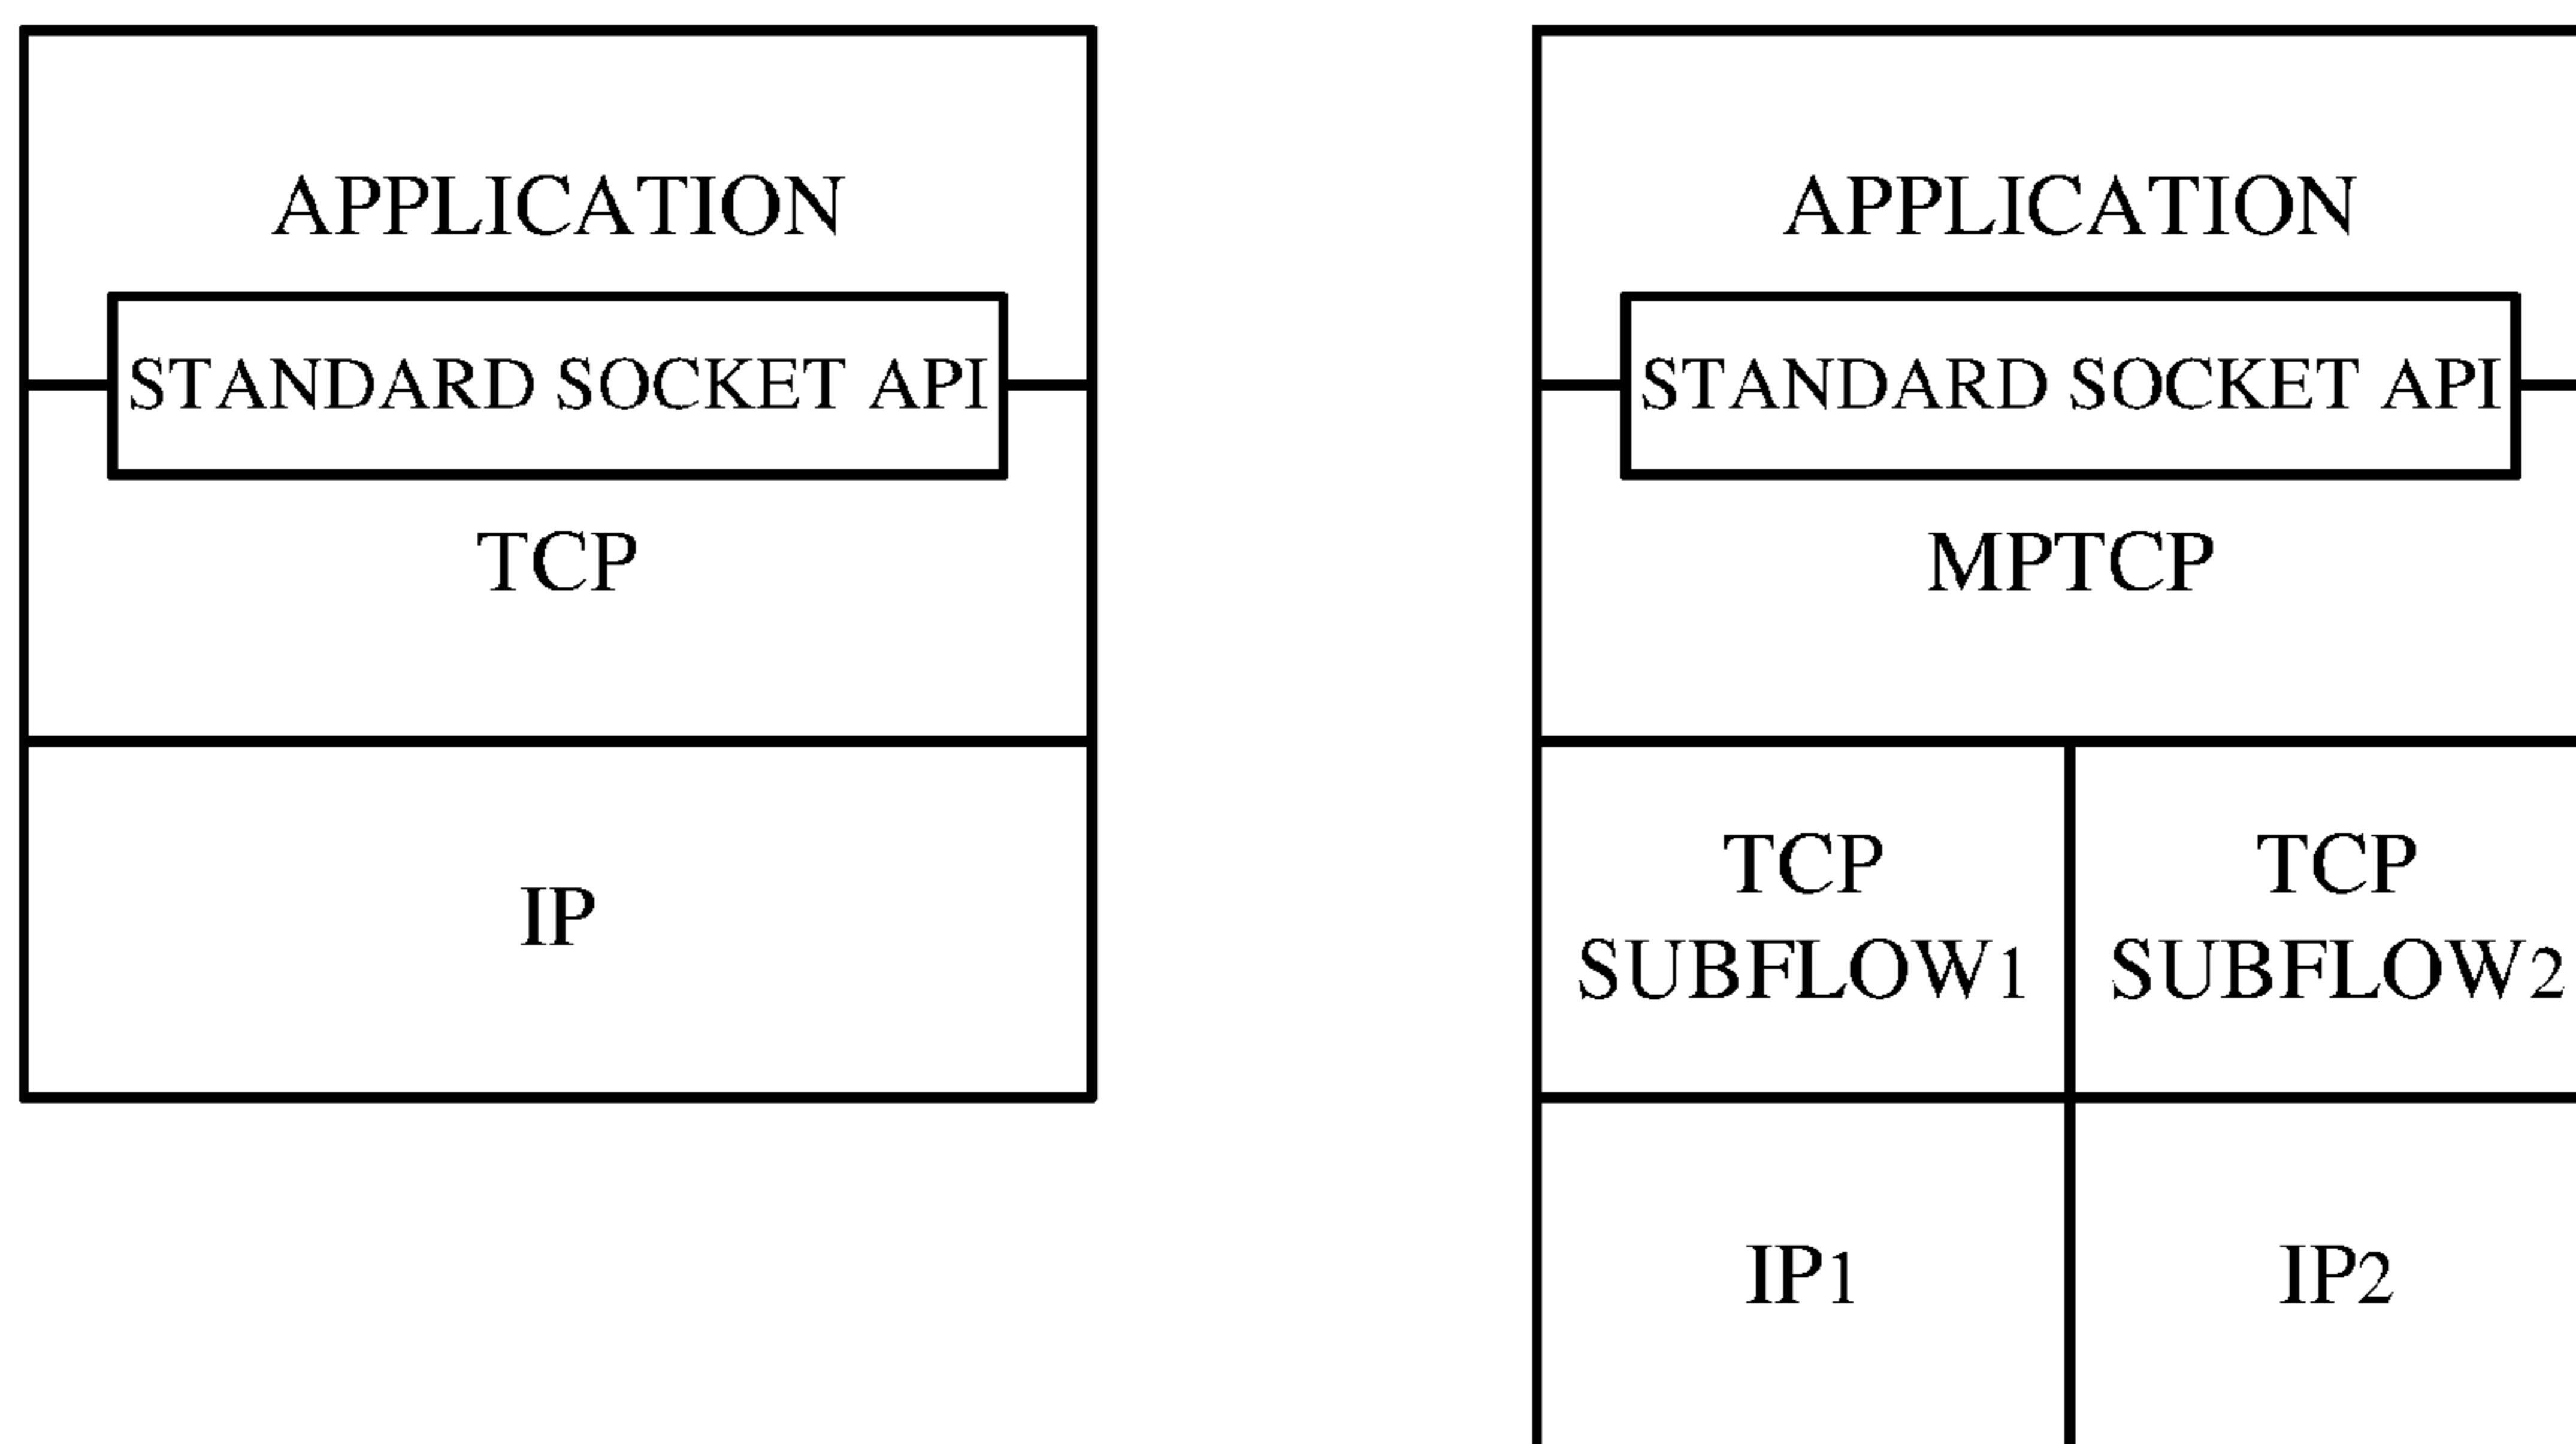 APPLICATION
STANDARD SOCKET API
TCP
IP
APPLICATION
STANDARD SOCKET API
MPTCP
TCP
SUBFLOW1
TCP
SUBFLOW2
IP1
IP2